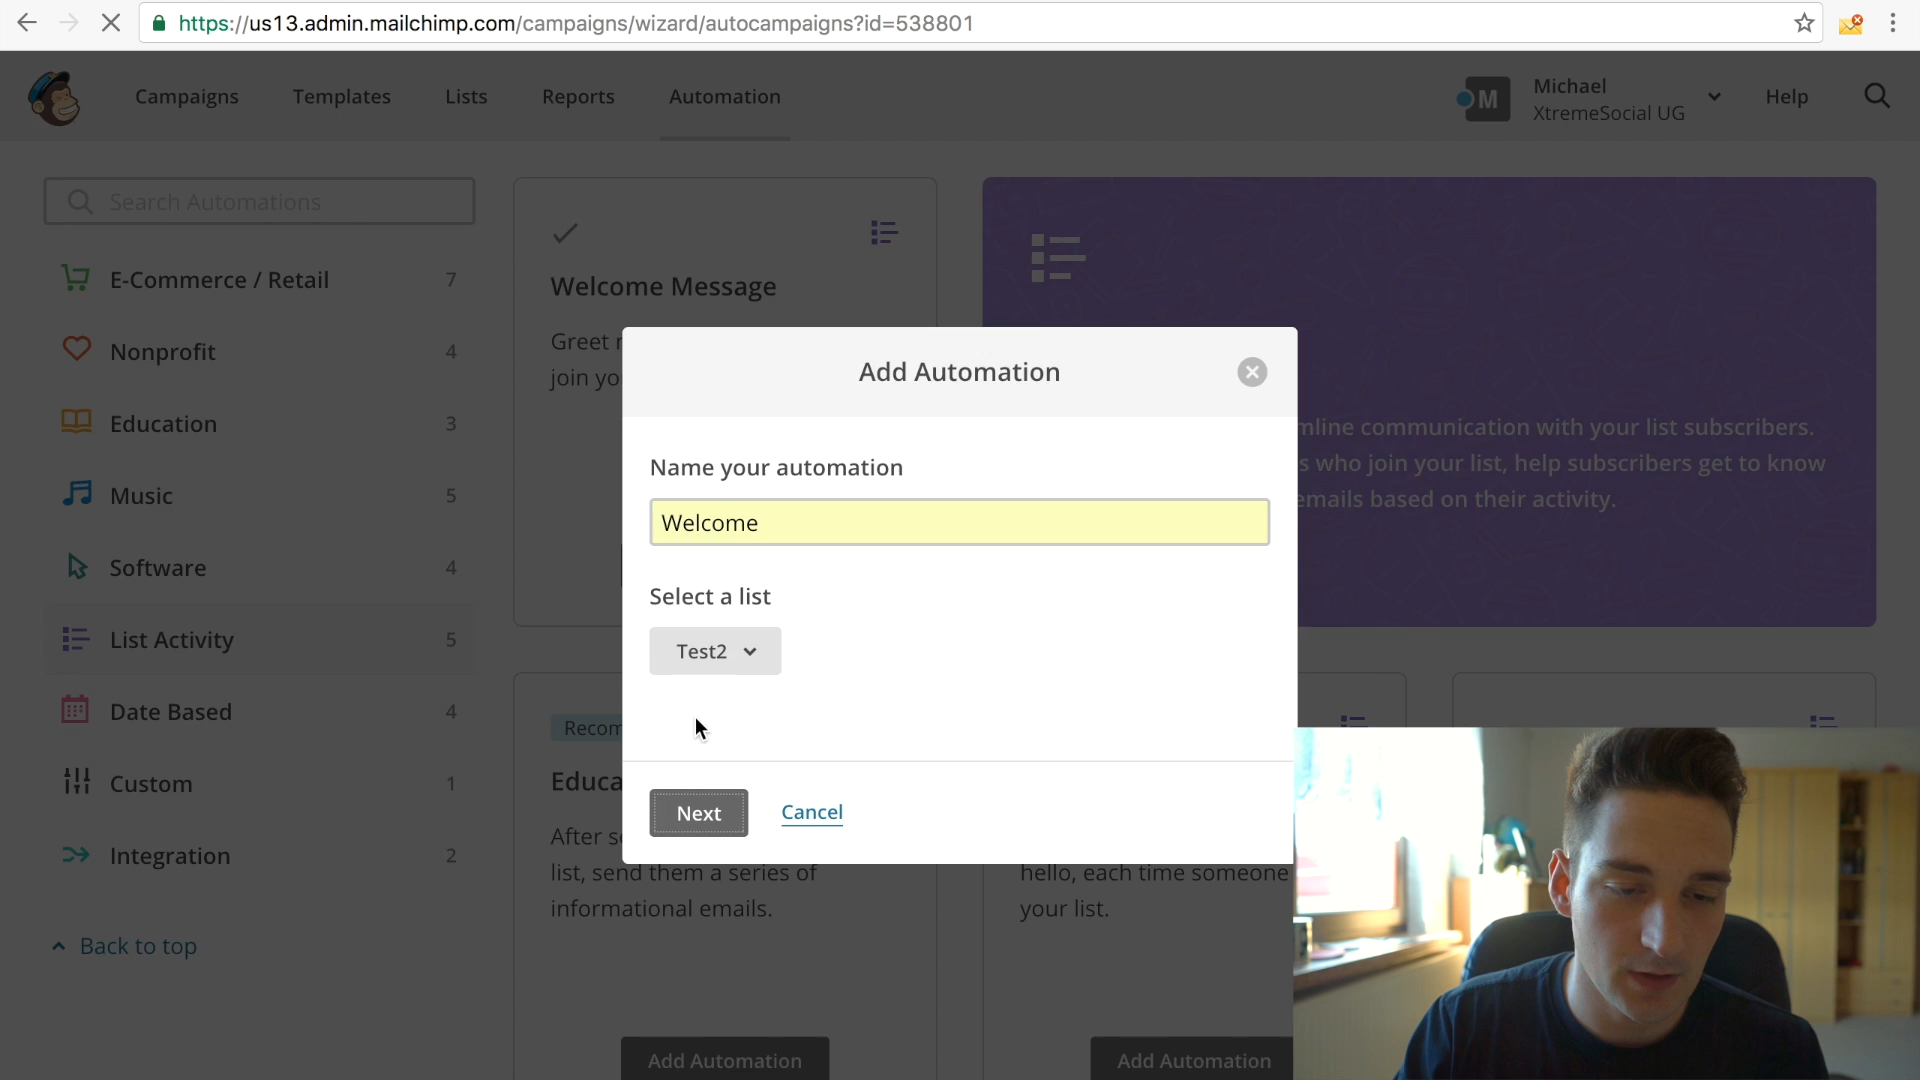 https://us13.admin.mailchimp.com/campaigns/wizard/autocampaigns?id=538801
Campaigns
Templates
Lists
Reports
Automation
M
Michael
XtremeSocial UG
Help
Search Automations
E-Commerce / Retail 7
Nonprofit 4
Education 3
Music 5
Software 4
List Activity 5
Date Based 4
Custom 1
Integration 2
Back to top
Welcome Message
Greet
join yo
mline communication with your list subscribers.
s who join your list, help subscribers get to know
emails based on their activity.
Add Automation
Name your automation
Welcome
Select a list
Test2
Next
Cancel
Recom
Educa
After s
list, send them a series of
informational emails.
Add Automation
hello, each time someone
your list.
Add Automation